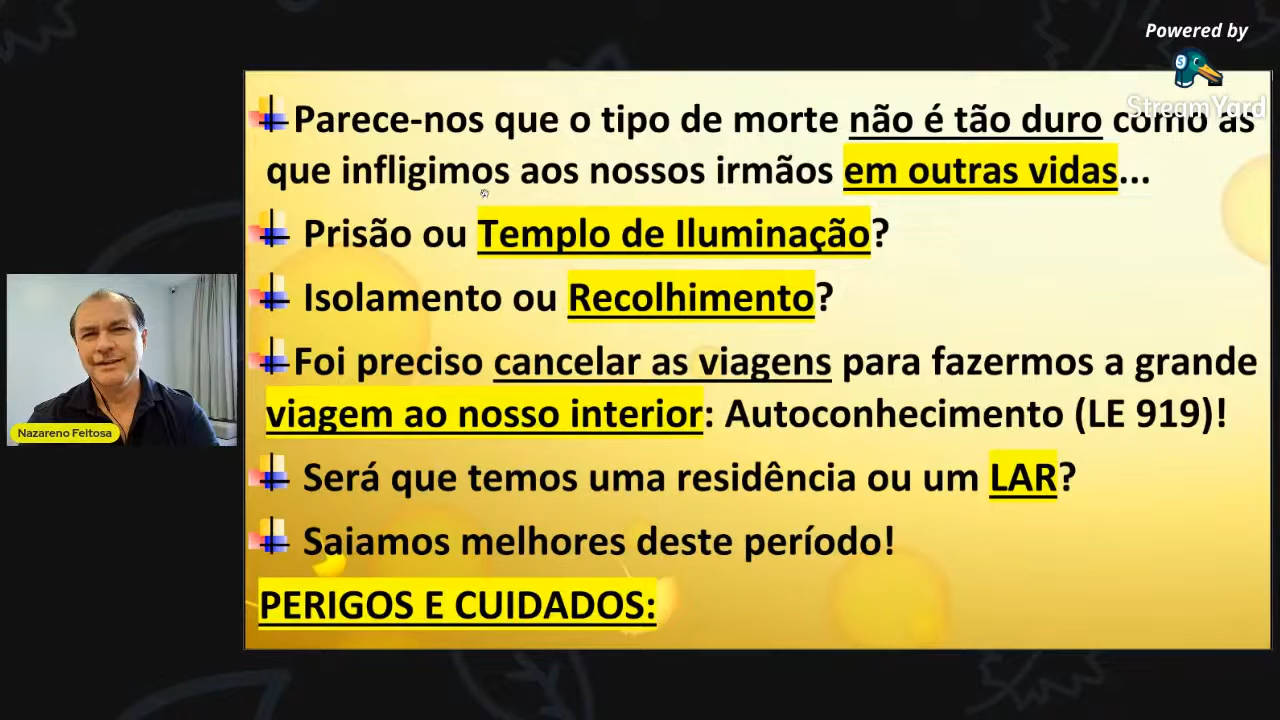 Powered by
StreamYard
Parece-nos que o tipo de morte não é tão duro como as
que infligimos aos nossos irmãos em outras vidas...
Prisão ou Templo de Iluminação?
Isolamento ou Recolhimento?
Foi preciso cancelar as viagens para fazermos a grande
viagem ao nosso interior: Autoconhecimento (LE 919)!
Será que temos uma residência ou um LAR?
Saiamos melhores deste período!
PERIGOS E CUIDADOS:
Nazareno Feitosa